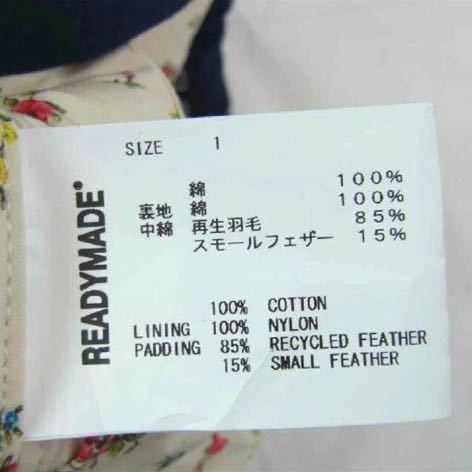 READYMADE®
SIZE 1
綿 100%
裏地 綿 100%
中綿 再生羽毛 85%
スモールフェザー 15%
100% COTTON
LINING 100% NYLON
PADDING 85% RECYCLED FEATHER
15% SMALL FEATHER